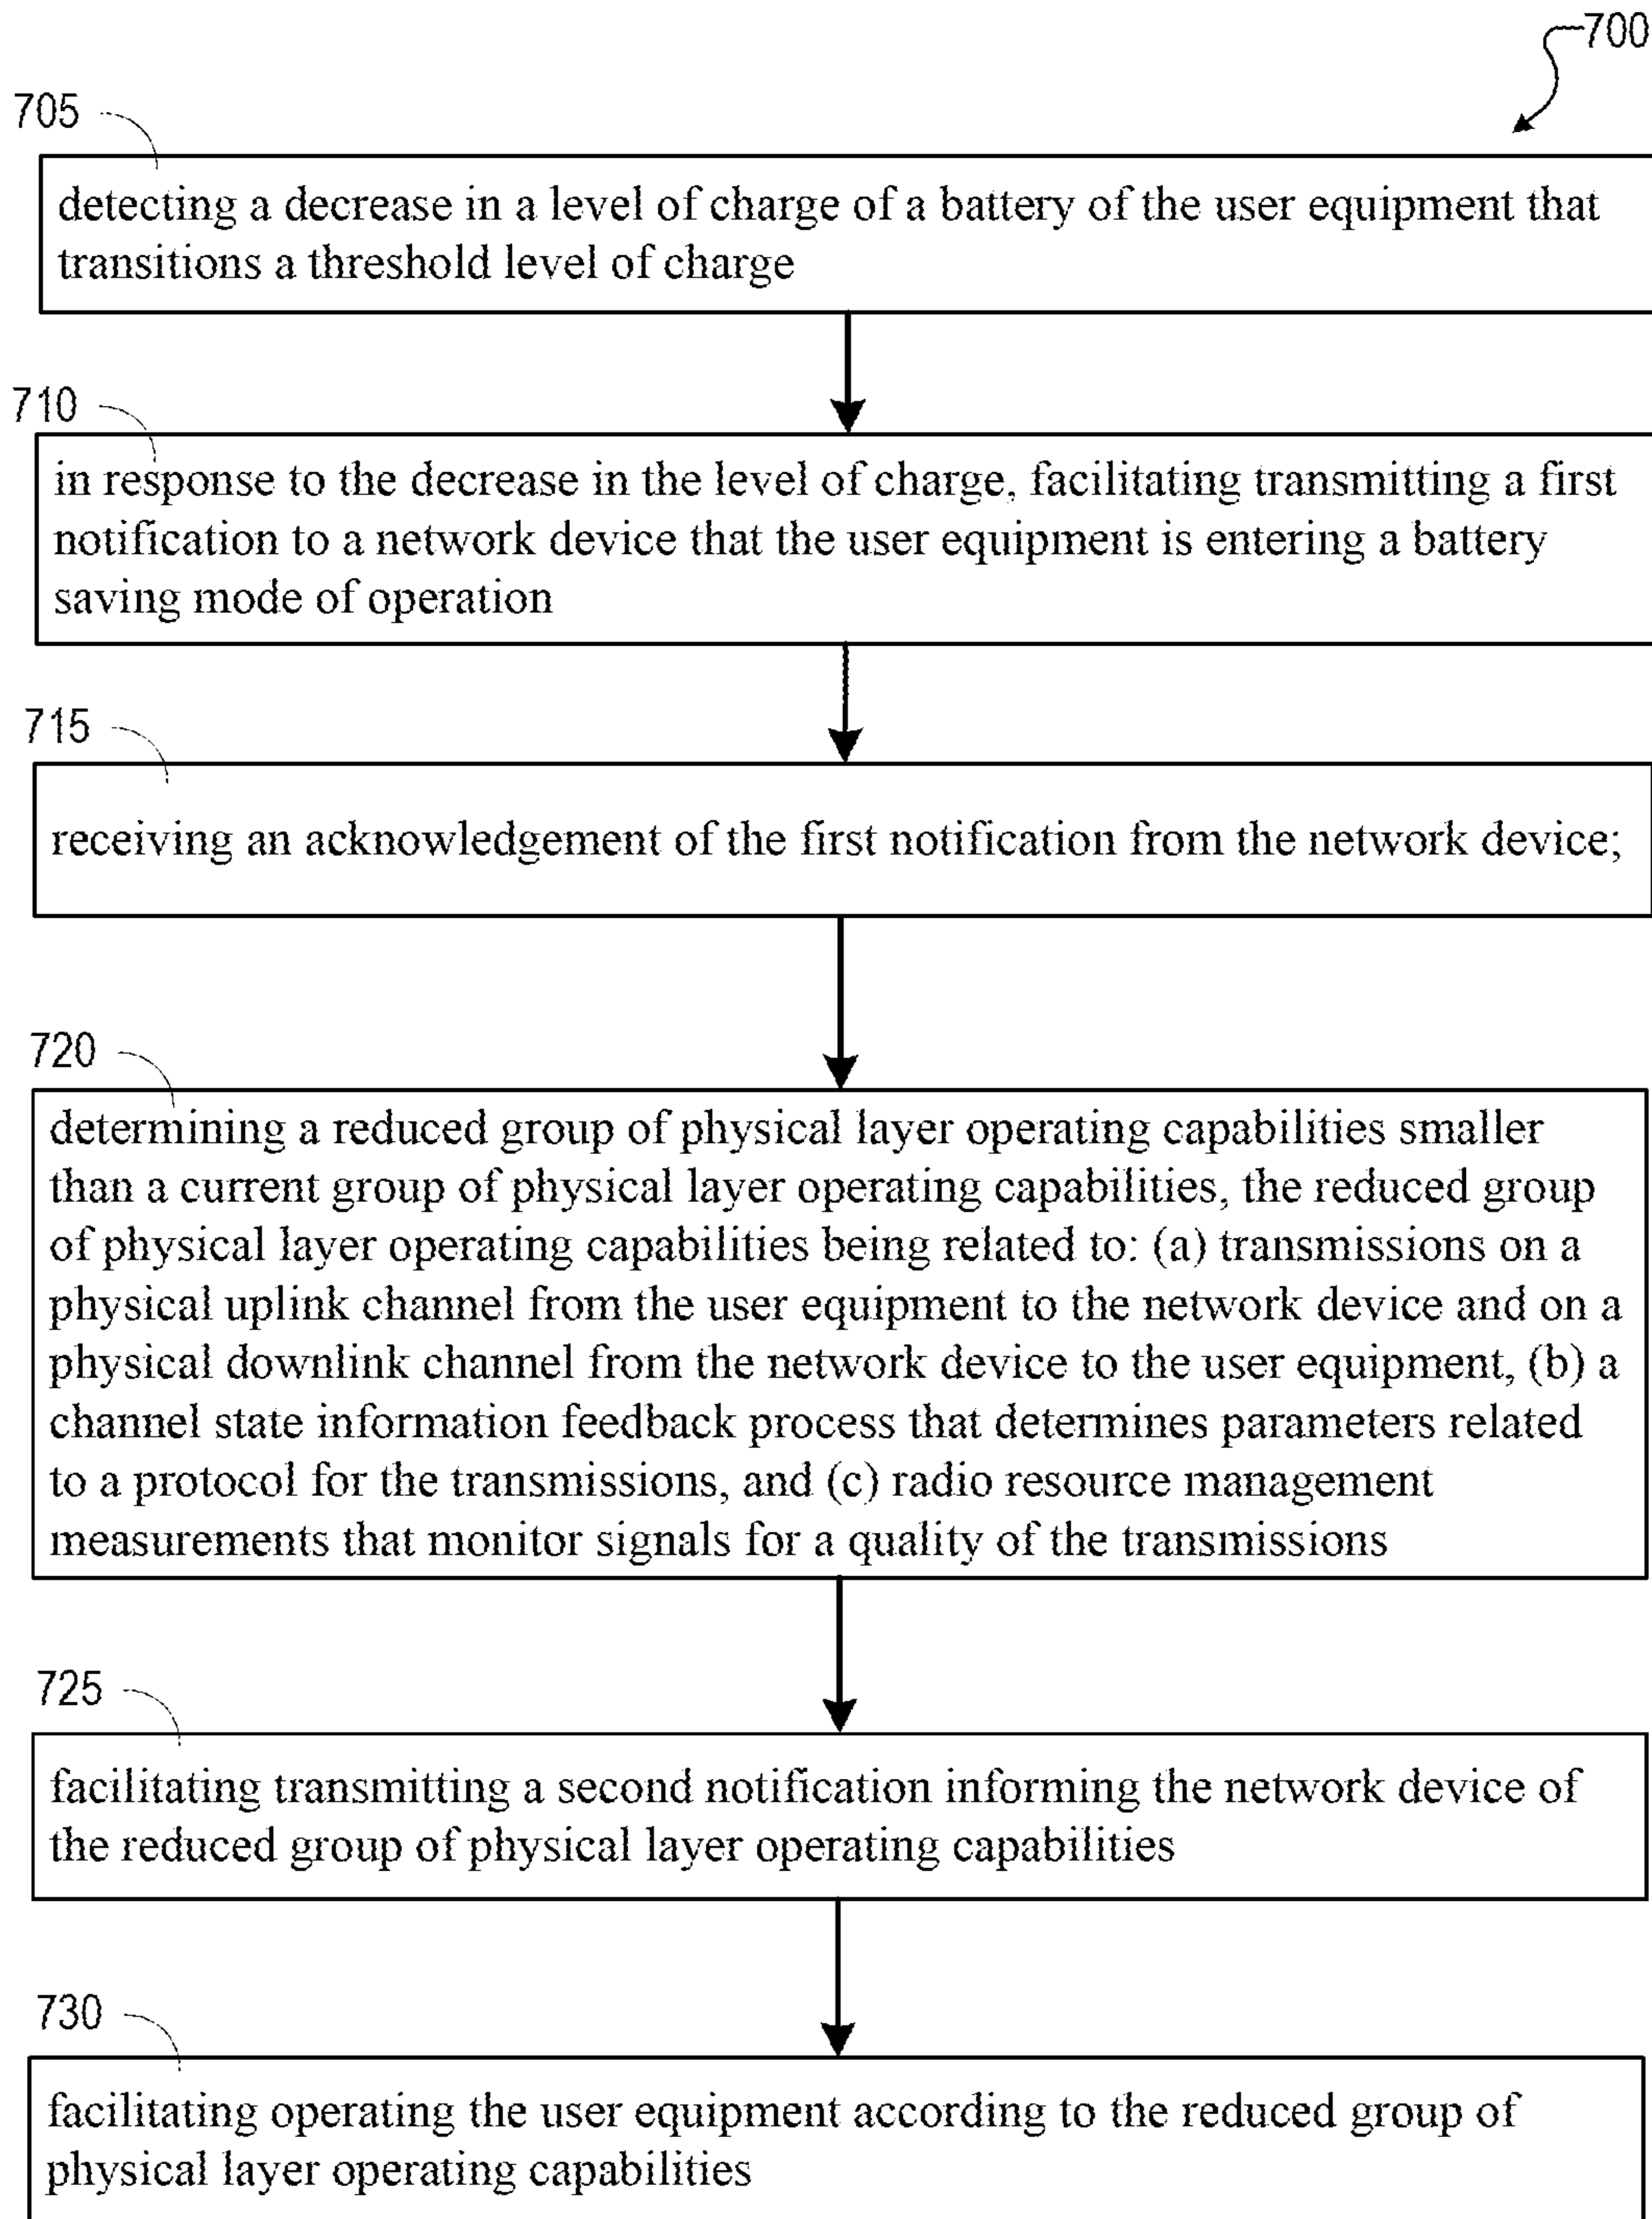 700
705
detecting a decrease in a level of charge of a battery of the user equipment that
transitions a threshold level of charge
710
in response to the decrease in the level of charge, facilitating transmitting a first
notification to a network device that the user equipment is entering a battery
saving mode of operation
715
receiving an acknowledgement of the first notification from the network device;
720
determining a reduced group of physical layer operating capabilities smaller
than a current group of physical layer operating capabilities, the reduced group
of physical layer operating capabilities being related to: (a) transmissions on a
physical uplink channel from the user equipment to the network device and on a
physical downlink channel from the network device to the user equipment, (b) a
channel state information feedback process that determines parameters related
to a protocol for the transmissions, and (c) radio resource management
measurements that monitor signals for a quality of the transmissions
725
facilitating transmitting a second notification informing the network device of
the reduced group of physical layer operating capabilities
730
facilitating operating the user equipment according to the reduced group of
physical layer operating capabilities